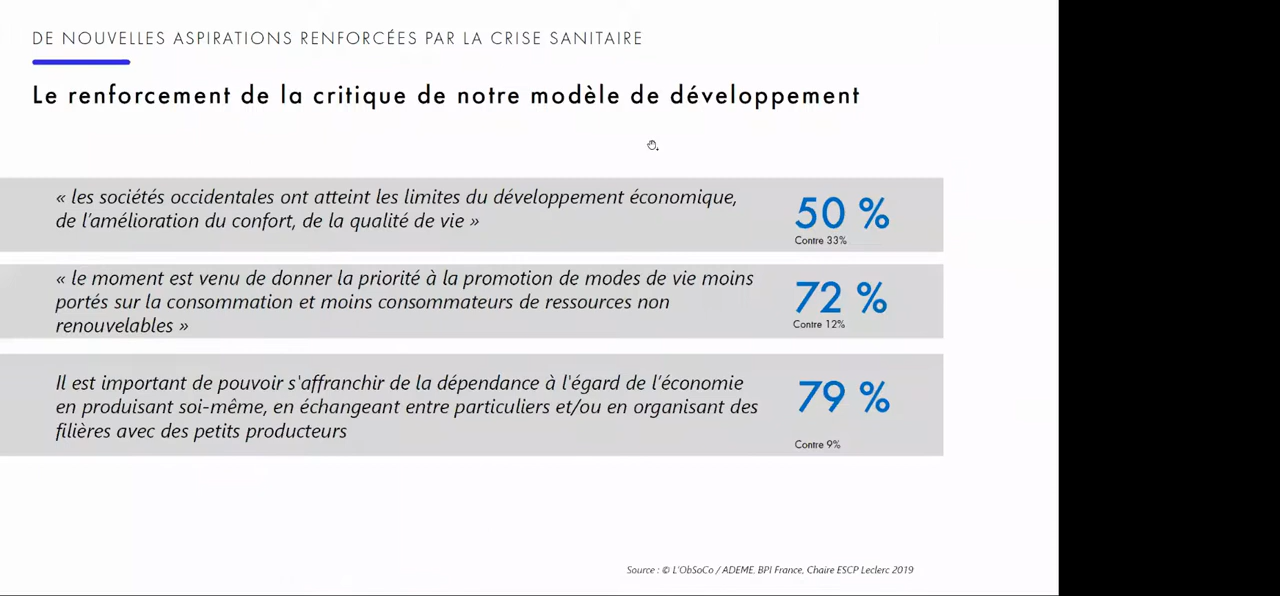 DE NOUVELLES ASPIRATIONS RENFORCÉES PAR LA CRISE SANITAIRE
Le renforcement de la critique de notre modèle de développement
« les sociétés occidentales ont atteint les limites du développement économique,
de l’amélioration du confort, de la qualité de vie »
50 %
Contre 33%
« le moment est venu de donner la priorité à la promotion de modes de vie moins
portés sur la consommation et moins consommateurs de ressources non
renouvelables »
72 %
Contre 12%
Il est important de pouvoir s'affranchir de la dépendance à l'égard de l’économie
en produisant soi-même, en échangeant entre particuliers et/ou en organisant des
filières avec des petits producteurs
79 %
Contre 9%
Source : © L'ObSoCo / ADEME. BPI France, Chaire ESCP Leclerc 2019